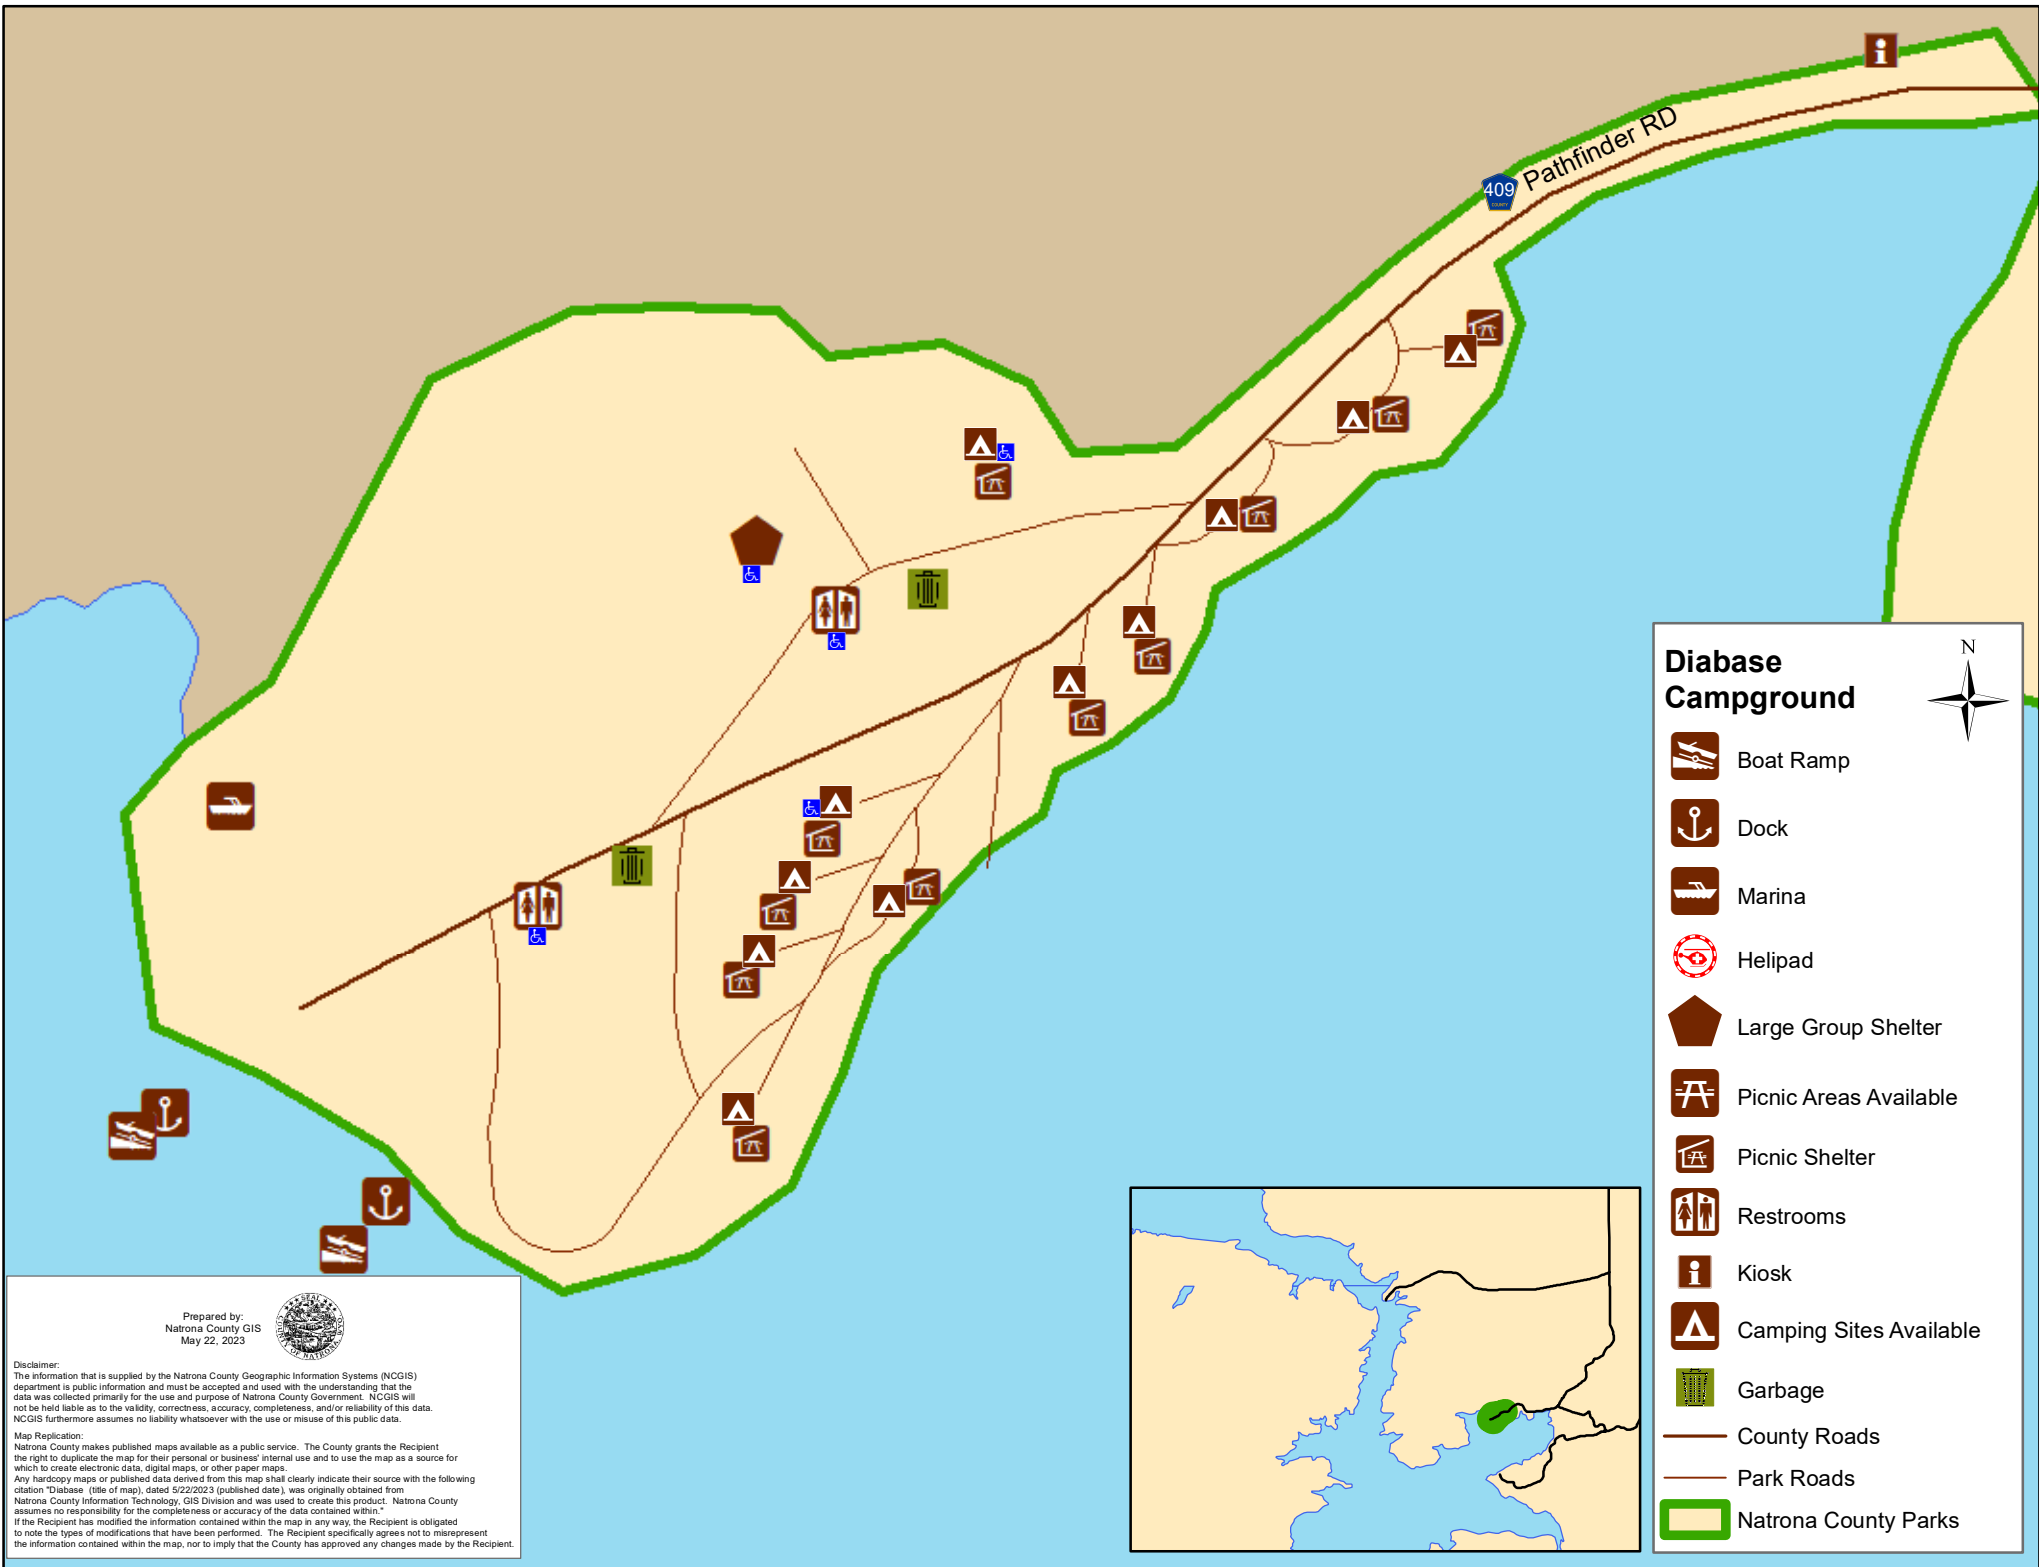 Pathfinder RD
409
COUNTY
Diabase
Campground
N
Boat Ramp
Dock
Marina
Helipad
Large Group Shelter
Picnic Areas Available
Picnic Shelter
Restrooms
Kiosk
Camping Sites Available
Garbage
County Roads
Park Roads
Natrona County Parks
Prepared by:
Natrona County GIS
May 22, 2023
Disclaimer:
The information that is supplied by the Natrona County Geographic Information Systems (NCGIS)
department is public information and must be accepted and used with the understanding that the
data was collected primarily for the use and purpose of Natrona County Government. NCGIS will
not be held liable as to the validity, correctness, accuracy, completeness, and/or reliability of this data.
NCGIS furthermore assumes no liability whatsoever with the use or misuse of this public data.
Map Replication:
Natrona County makes published maps available as a public service. The County grants the Recipient
the right to duplicate the map for their personal or business' internal use and to use the map as a source for
which to create electronic data, digital maps, or other paper maps.
Any hardcopy maps or published data derived from this map shall clearly indicate their source with the following
citation "Diabase (title of map), dated 5/22/2023 (published date), was originally obtained from
Natrona County Information Technology, GIS Division and was used to create this product. Natrona County
assumes no responsibility for the completeness or accuracy of the data contained within."
If the Recipient has modified the information contained within the map in any way, the Recipient is obligated
to note the types of modifications that have been performed. The Recipient specifically agrees not to misrepresent
the information contained within the map, nor to imply that the County has approved any changes made by the Recipient.